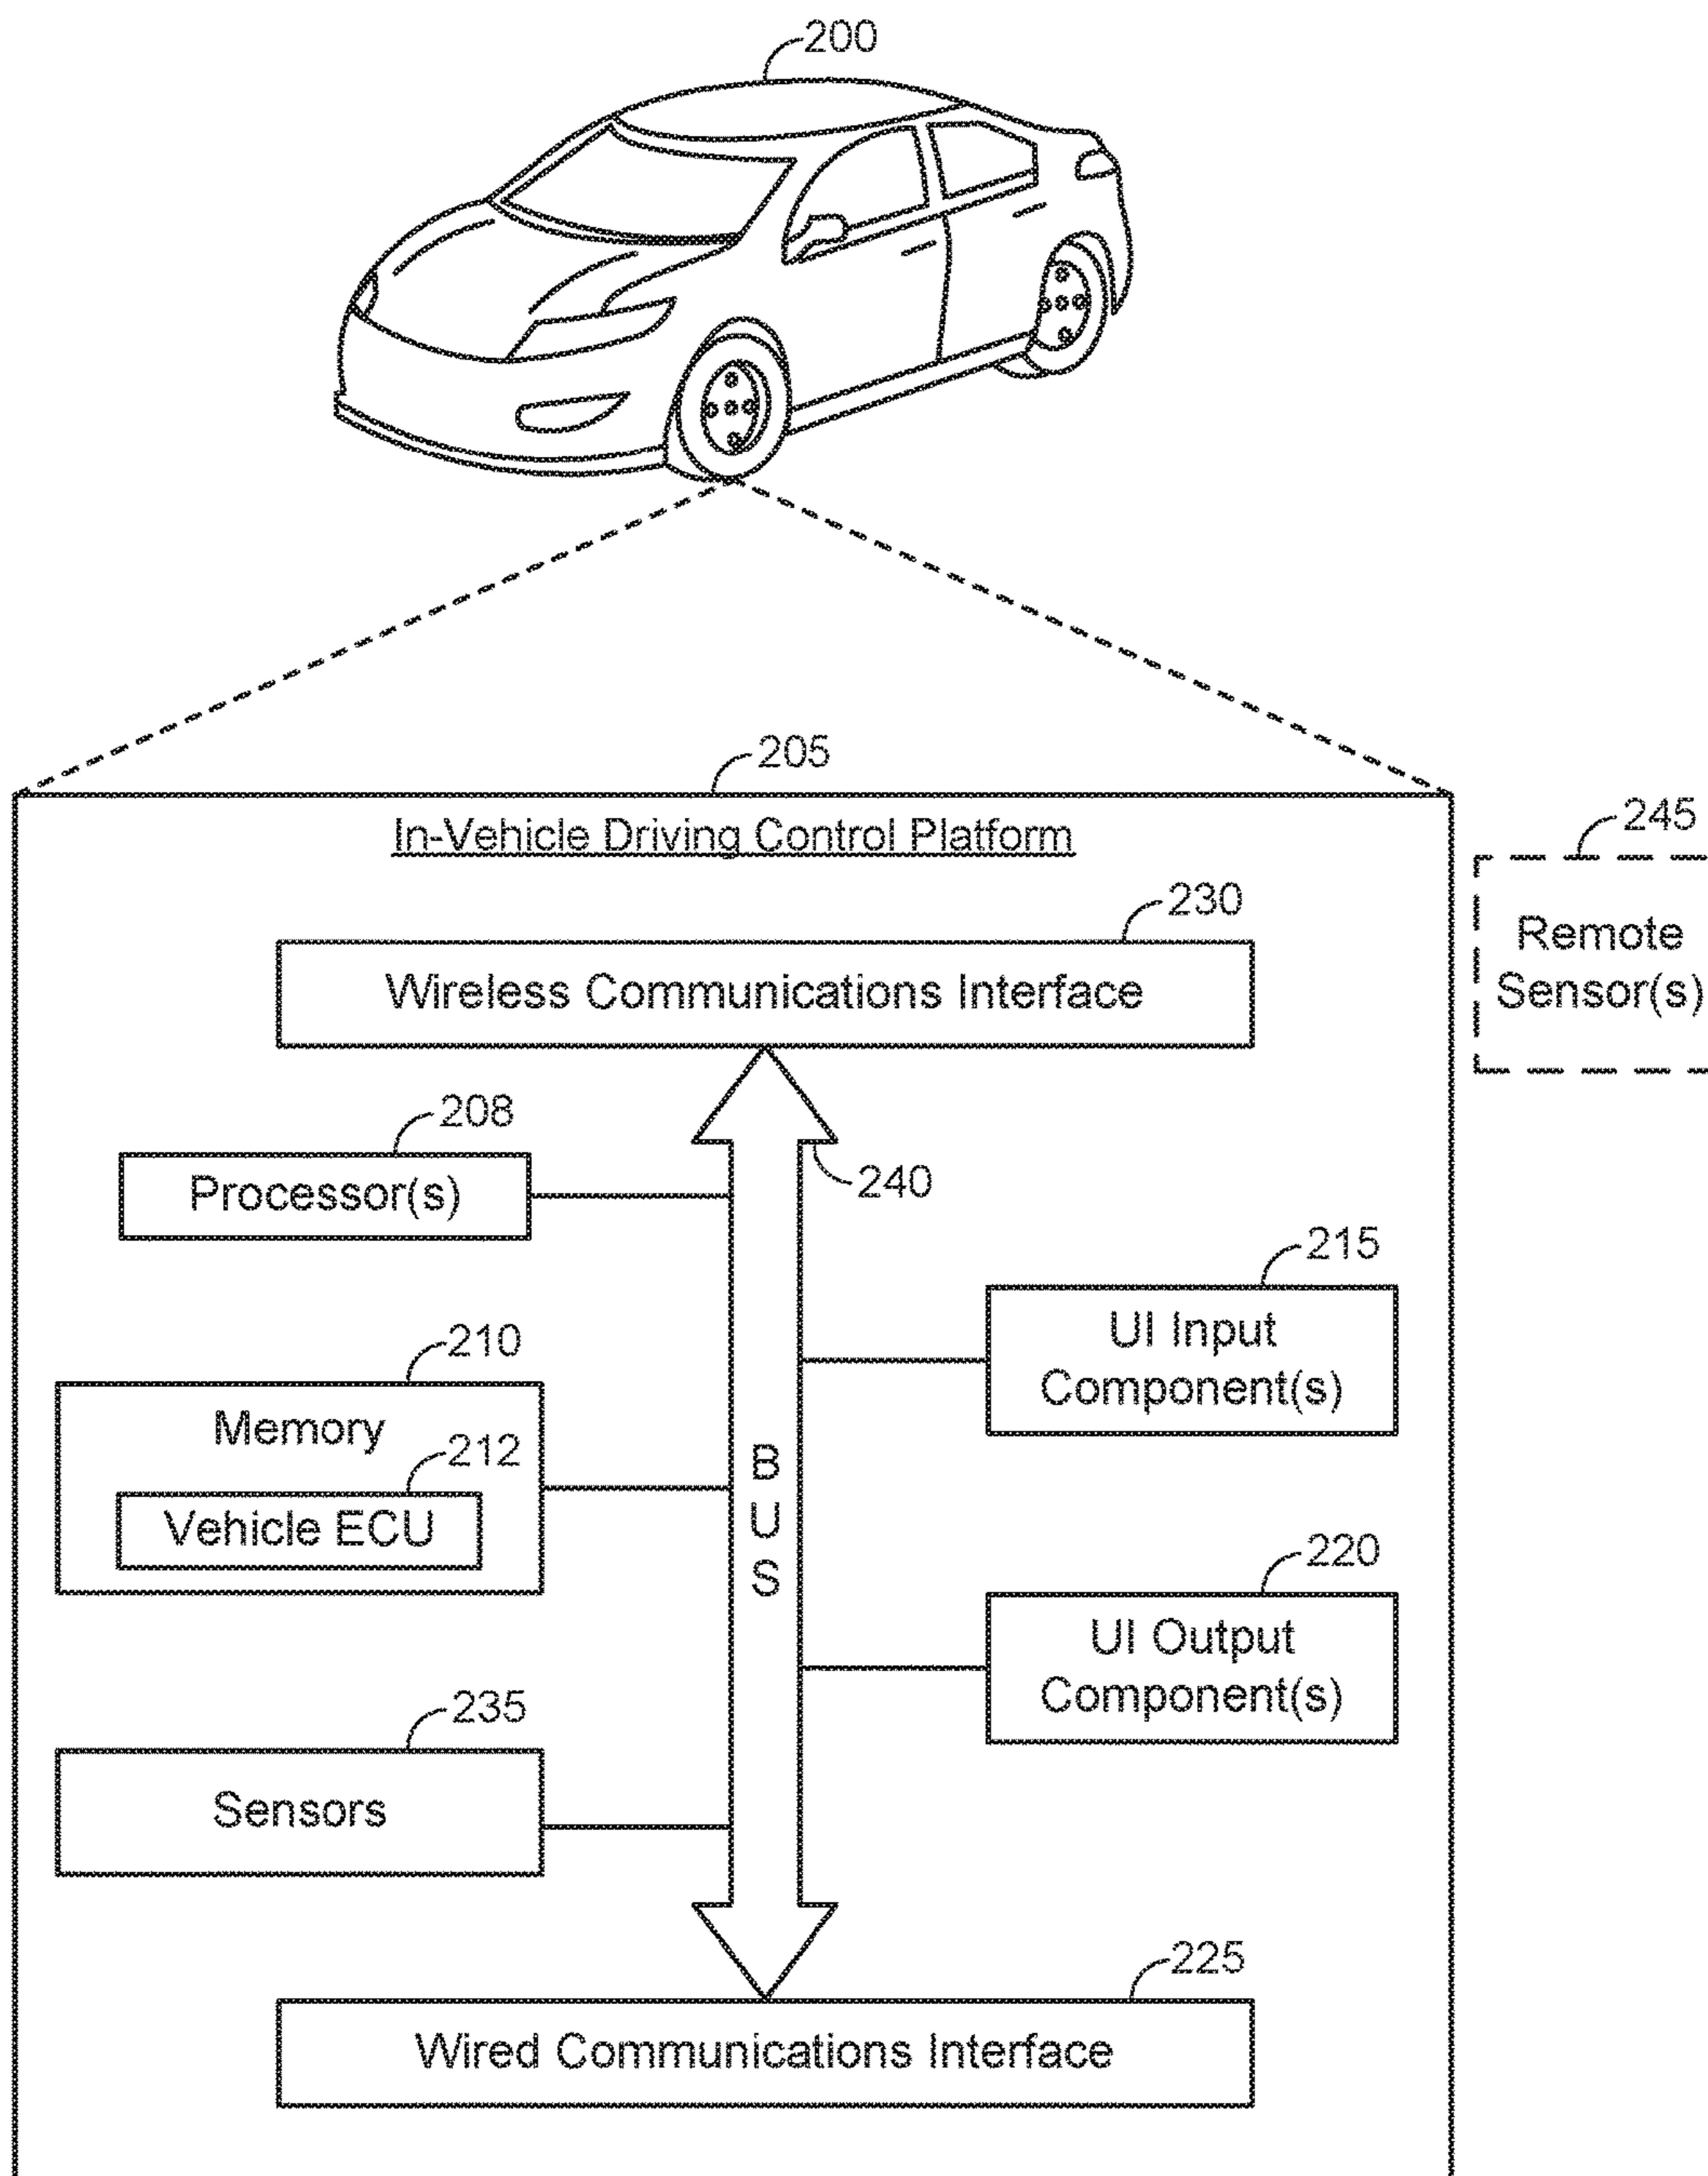 200
205
In-Vehicle Driving Control Platform
245
Remote
Sensor(s)
230
Wireless Communications Interface
208
Processor(s)
240
215
UI Input
Component(s)
210
Memory
212
Vehicle ECU
BUS
220
UI Output
Component(s)
235
Sensors
225
Wired Communications Interface